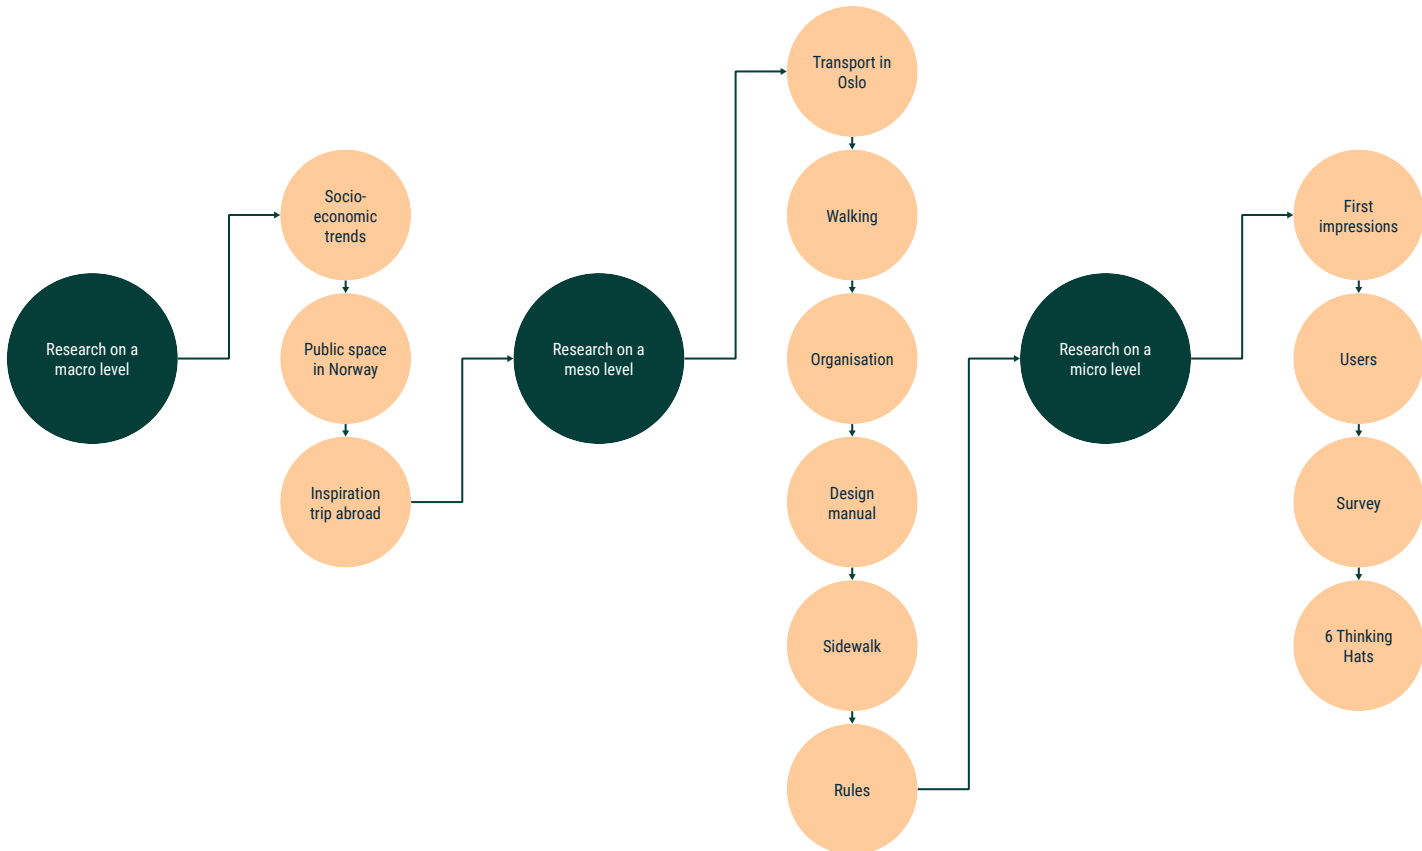 Research on a
macro level
Socio-
economic
trends
Public space
in Norway
Inspiration
trip abroad
Research on a
meso level
Transport in
Oslo
Walking
Organisation
Design
manual
Sidewalk
Rules
Research on a
micro level
First
impressions
Users
Survey
6 Thinking
Hats